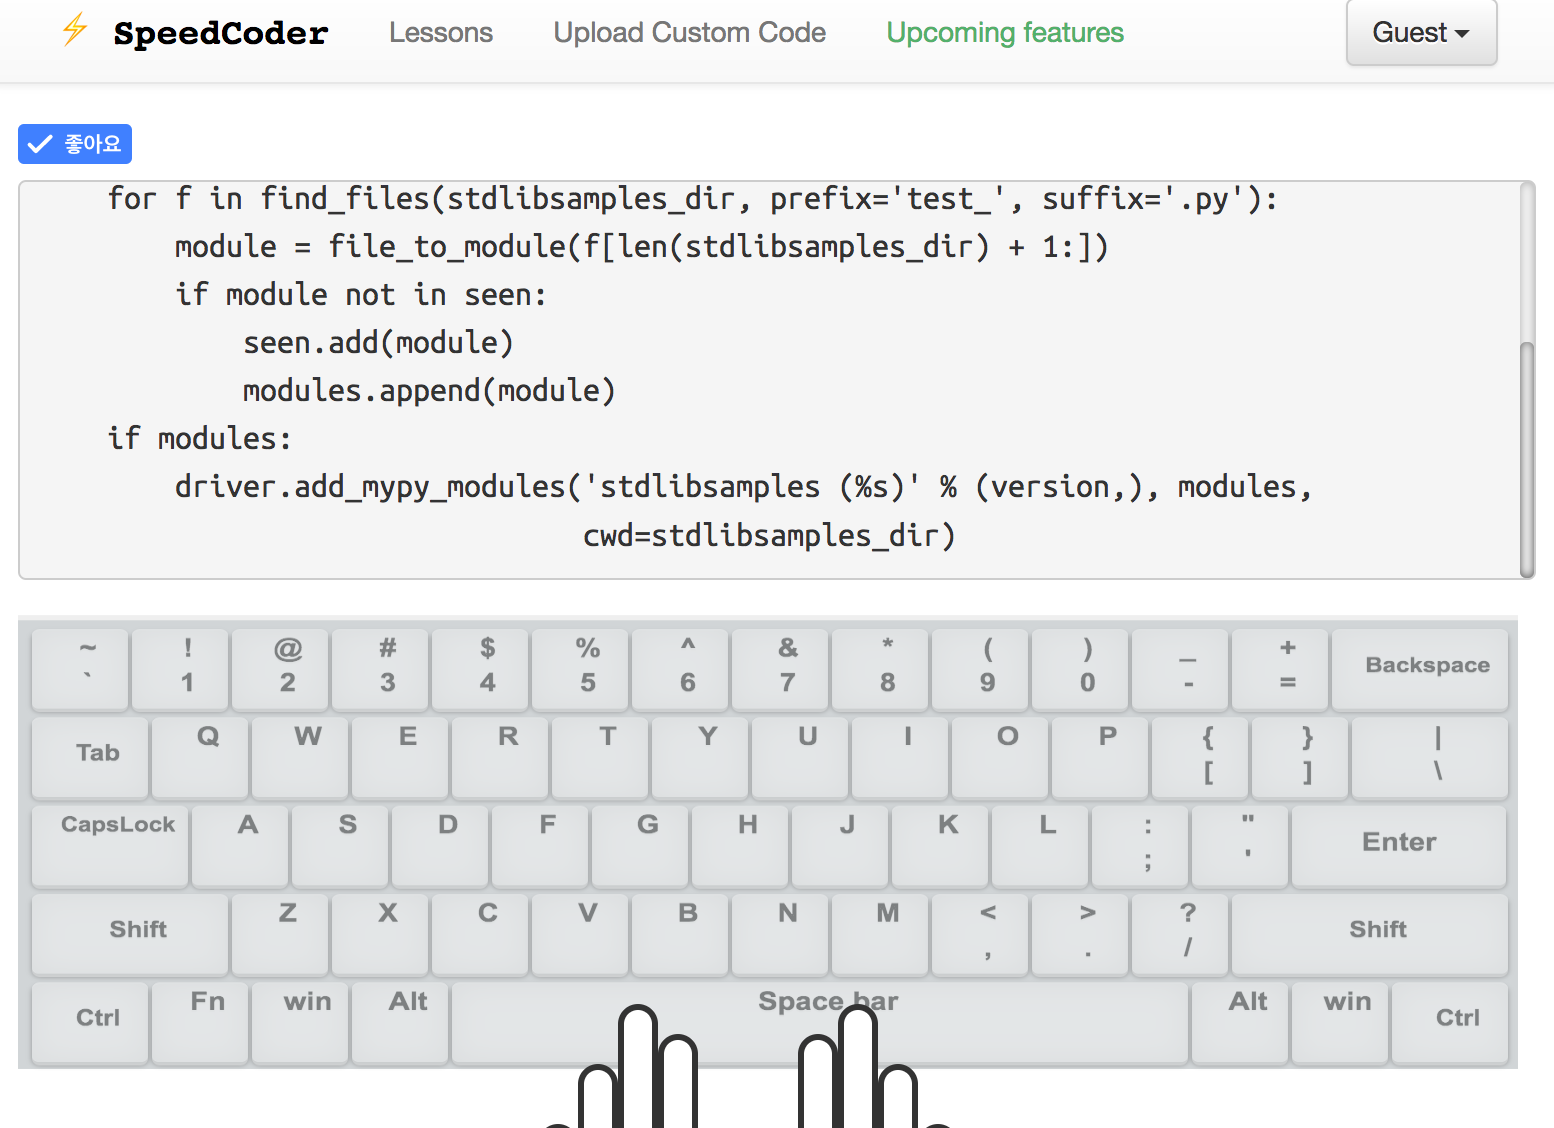 ⚡ SpeedCoder Lessons Upload Custom Code Upcoming features Guest
좋아요
for f in find_files(stdlibsamples_dir, prefix='test_', suffix='.py'):
module = file_to_module(f[len(stdlibsamples_dir) + 1:])
if module not in seen:
seen.add(module)
modules.append(module)
if modules:
driver.add_mypy_modules('stdlibsamples (%s)' % (version,), modules,
cwd=stdlibsamples_dir)
~ ! @ # $ % ^ & * ( ) _ +
` 1 2 3 4 5 6 7 8 9 0 - = Backspace
Tab Q W E R T Y U I O P { } |
[ ] \
CapsLock A S D F G H J K L : " Enter
; '
Shift Z X C V B N M < > ? Shift
, . /
Ctrl Fn win Alt Space bar Alt win Ctrl